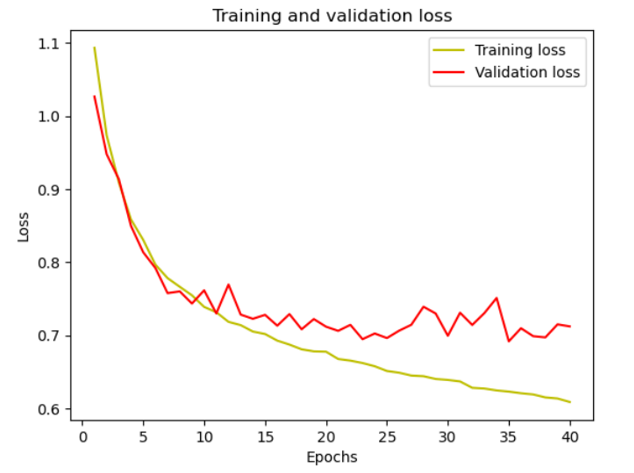 Training and validation loss
Training loss
Validation loss
1.1
1.0
0.9
0.8
0.7
0.6
Loss
0 5 10 15 20 25 30 35 40
Epochs